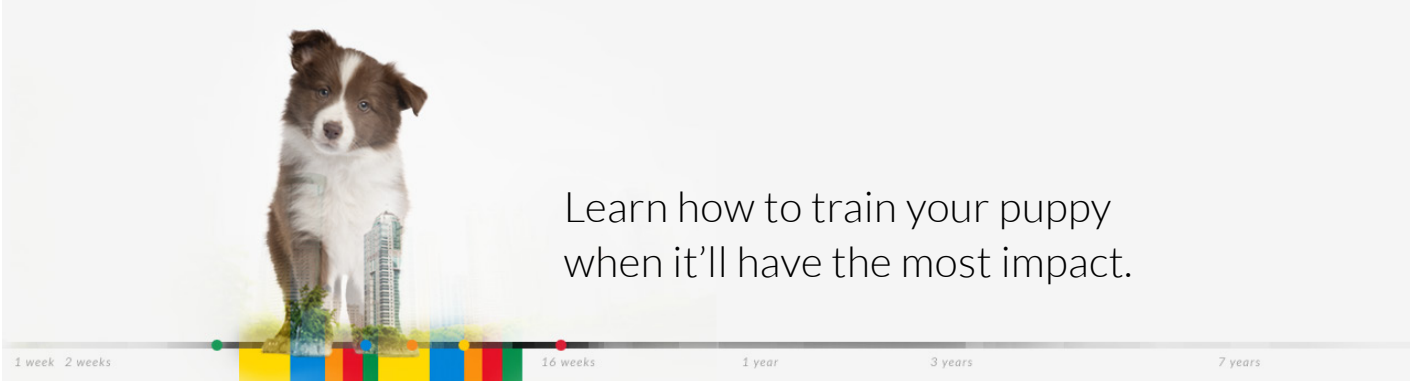 Learn how to train your puppy
when it’ll have the most impact.
1 week 2 weeks 16 weeks 1 year 3 years 7 years